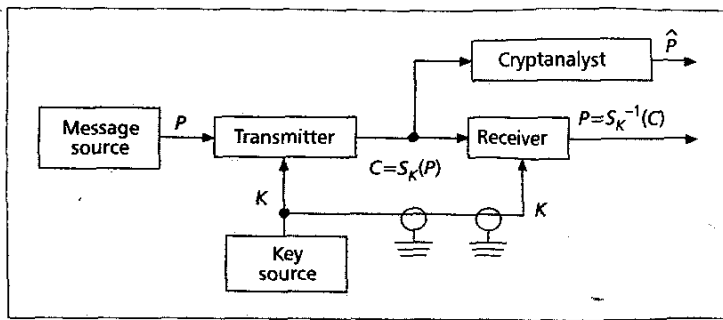 Cryptanalyst
P̂
Message
source
P
Transmitter
Receiver
P=S_K⁻¹(C)
C=S_K(P)
K
K
Key
source